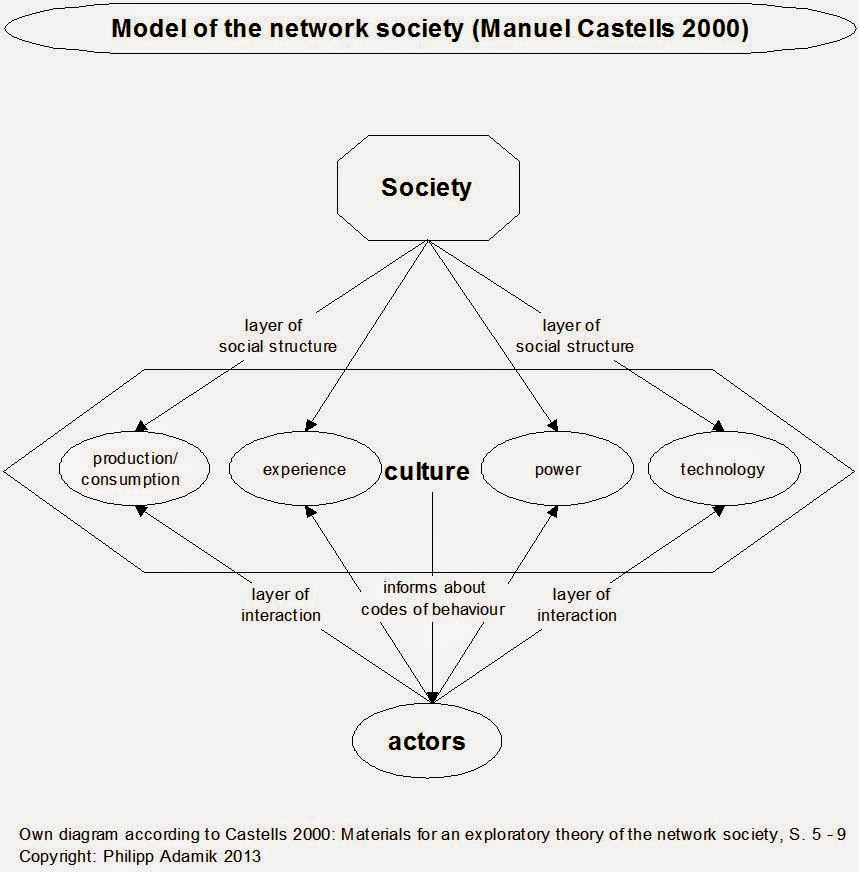 Model of the network society (Manuel Castells 2000)
Society
layer of
social structure
layer of
social structure
production/
consumption
experience
culture
power
technology
layer of
interaction
informs about
codes of behaviour
layer of
interaction
actors
Own diagram according to Castells 2000: Materials for an exploratory theory of the network society, S. 5 - 9
Copyright: Philipp Adamik 2013